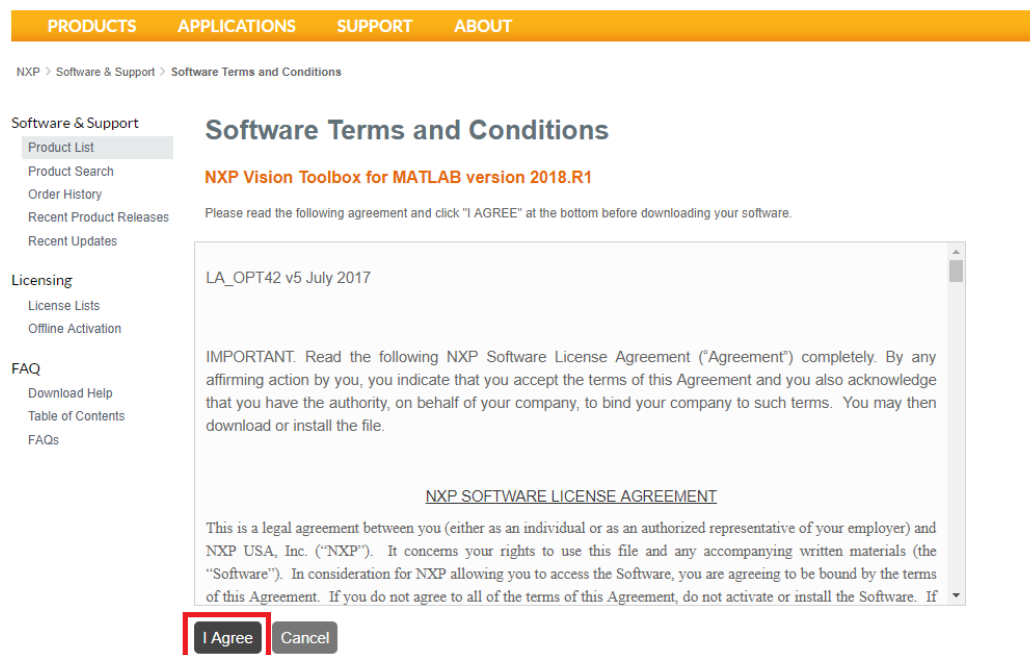 PRODUCTS APPLICATIONS SUPPORT ABOUT
NXP > Software & Support > Software Terms and Conditions
Software & Support
Product List
Product Search
Order History
Recent Product Releases
Recent Updates
Licensing
License Lists
Offline Activation
FAQ
Download Help
Table of Contents
FAQs
Software Terms and Conditions
NXP Vision Toolbox for MATLAB version 2018.R1
Please read the following agreement and click "I AGREE" at the bottom before downloading your software.
LA_OPT42 v5 July 2017
IMPORTANT. Read the following NXP Software License Agreement (“Agreement”) completely. By any
affirming action by you, you indicate that you accept the terms of this Agreement and you also acknowledge
that you have the authority, on behalf of your company, to bind your company to such terms. You may then
download or install the file.
NXP SOFTWARE LICENSE AGREEMENT
This is a legal agreement between you (either as an individual or as an authorized representative of your employer) and
NXP USA, Inc. (“NXP”). It concerns your rights to use this file and any accompanying written materials (the
“Software”). In consideration for NXP allowing you to access the Software, you are agreeing to be bound by the terms
of this Agreement. If you do not agree to all of the terms of this Agreement, do not activate or install the Software. If
I Agree Cancel